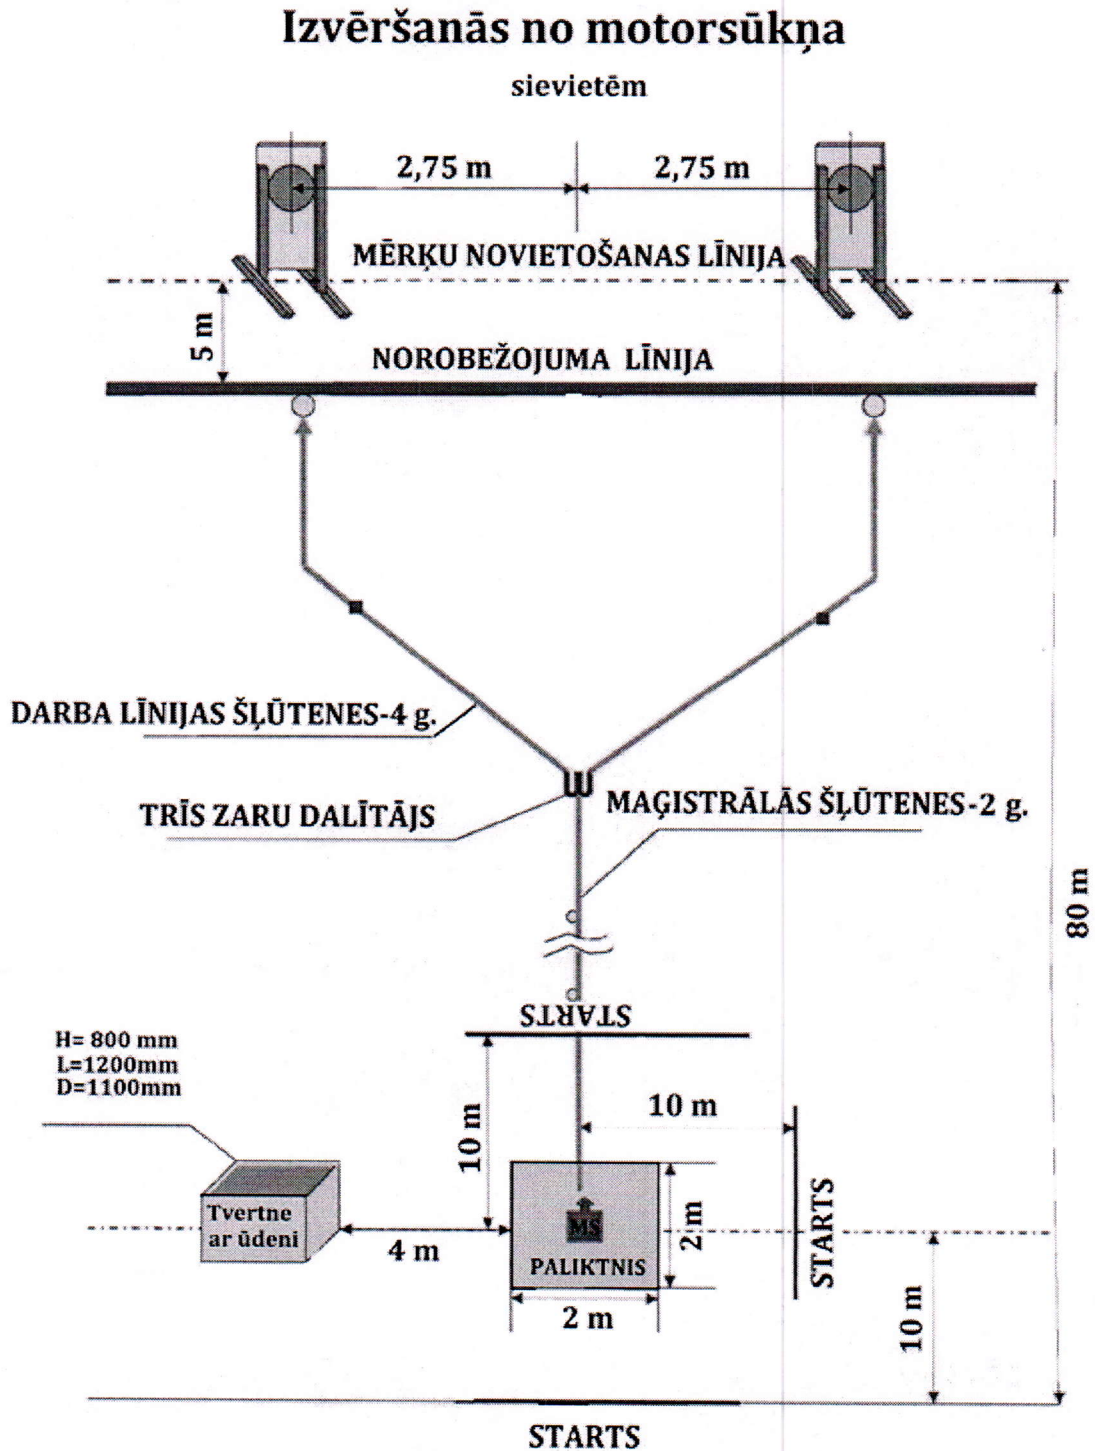 Izvēršanās no motorsūkņa
sievietēm
2,75 m
2,75 m
MĒRĶU NOVIETOŠANAS LĪNIJA
5 m
NOROBEŽOJUMA LĪNIJA
DARBA LĪNIJAS ŠĻŪTENES-4 g.
TRĪS ZARU DALĪTĀJS
MAĢISTRĀLĀS ŠĻŪTENES-2 g.
80 m
STARTS
H= 800 mm
L=1200mm
D=1100mm
10 m
10 m
Tvertne
ar ūdeni
4 m
MS
PALIKTNIS
2 m
2 m
STARTS
10 m
STARTS